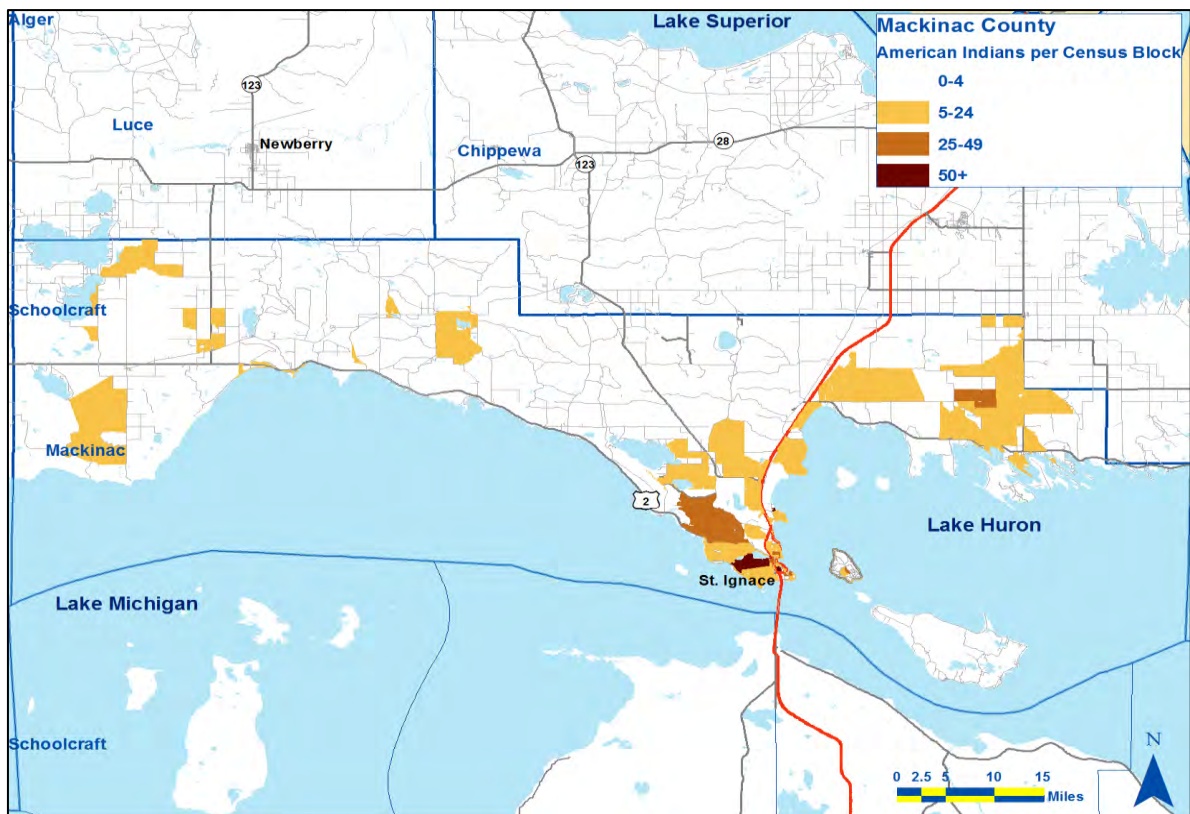 Alger
Lake Superior
Mackinac County
American Indians per Census Block
0-4
5-24
25-49
50+
123
Luce
Newberry
Chippewa
28
123
Schoolcraft
Mackinac
2
Lake Huron
St. Ignace
Lake Michigan
Schoolcraft
N
0 2.5 5 10 15
Miles